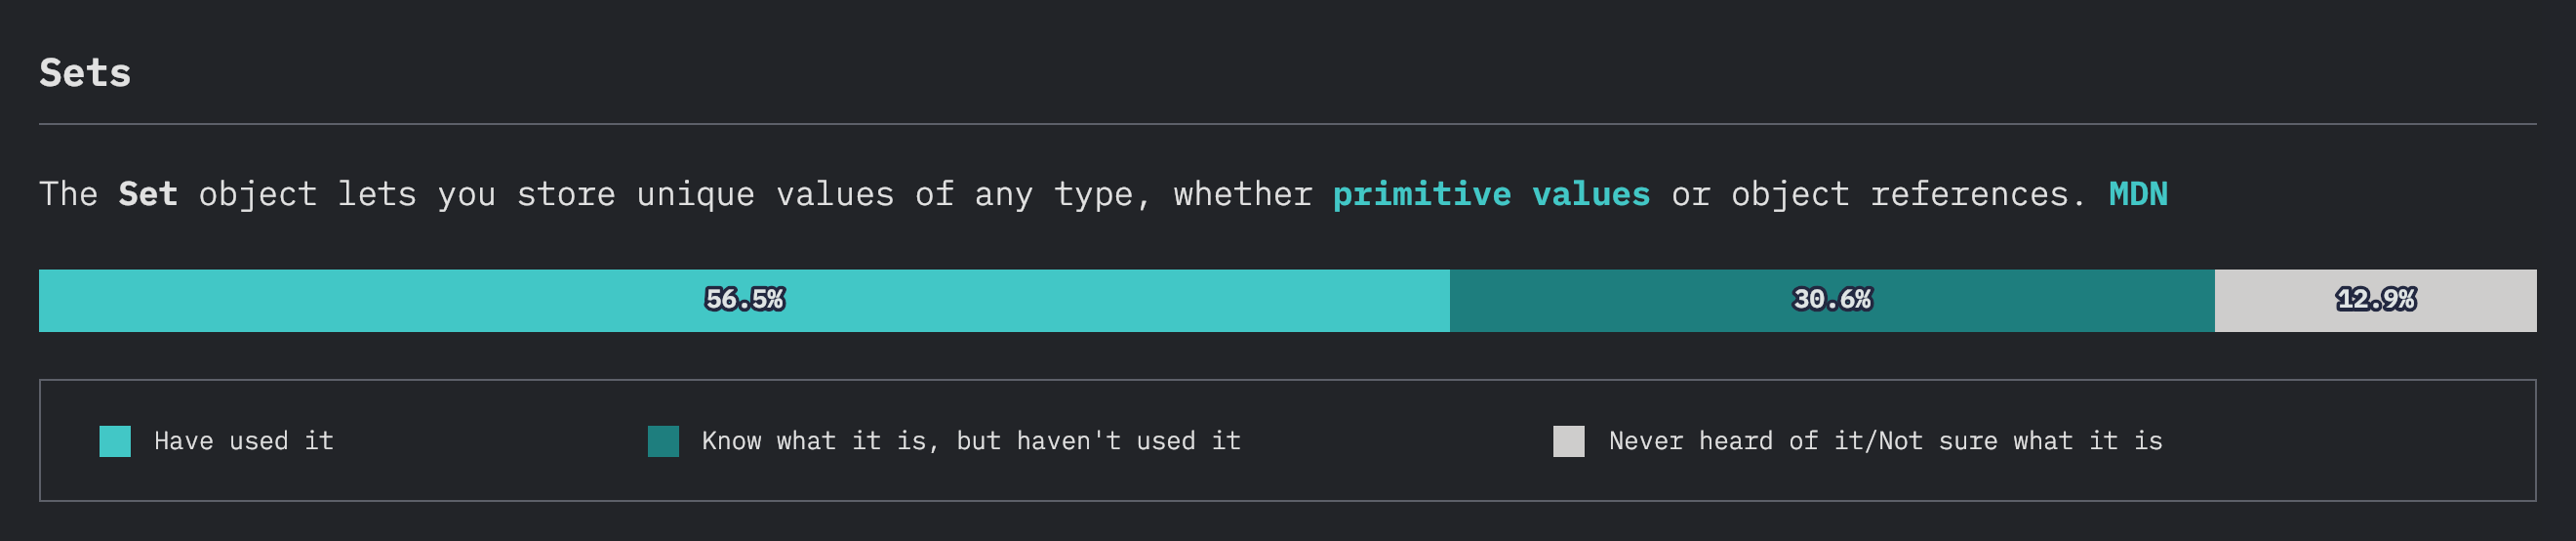 Sets
The Set object lets you store unique values of any type, whether primitive values or object references. MDN
56.5% 30.6% 12.9%
Have used it Know what it is, but haven't used it Never heard of it/Not sure what it is